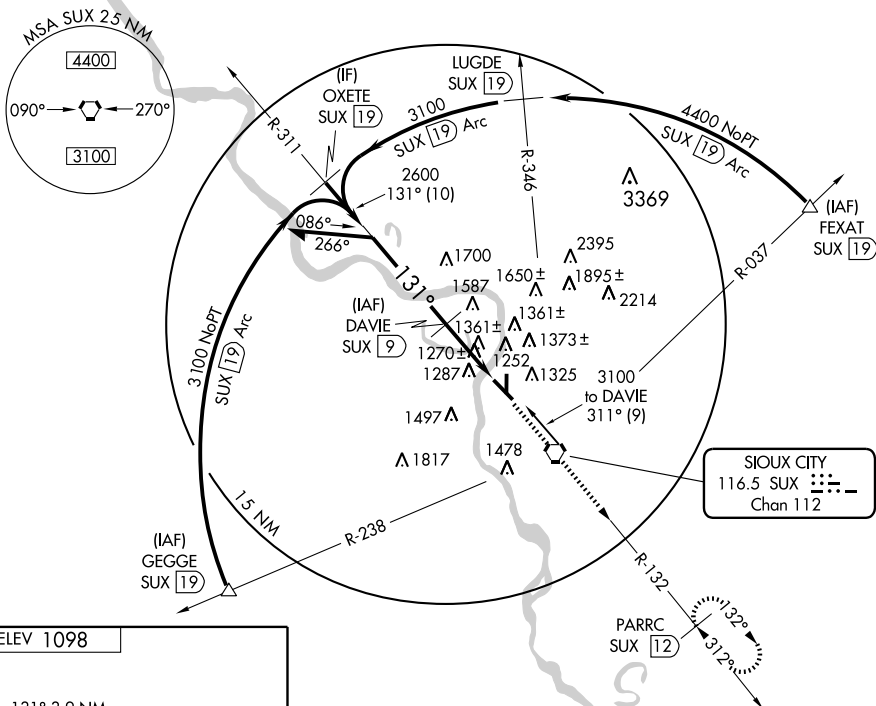 MSA SUX 25 NM
4400
090°
270°
3100
(IF)
OXETE
SUX 19
R-311
LUGDE
SUX 19
3100
SUX 19 Arc
4400 NoPT
SUX 19 Arc
R-346
3369
(IAF)
FEXAT
SUX 19
R-037
2600
131° (10)
086°
266°
131°
1700
2395
1650±
1895±
2214
1587
(IAF)
DAVIE
SUX 9
1361±
1361±
1270±
1252
1373±
1287
1325
3100
to DAVIE
311° (9)
1497
3100 NoPT
SUX 19 Arc
1817
1478
SIOUX CITY
116.5 SUX
Chan 112
15 NM
R-238
(IAF)
GEGGE
SUX 19
R-132
PARRC
SUX 12
132°
312°
ELEV 1098